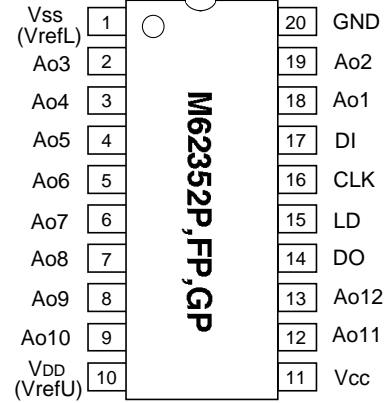 Vss
(VrefL)
1
20
GND
Ao3
2
19
Ao2
Ao4
3
18
Ao1
Ao5
4
17
DI
Ao6
5
16
CLK
Ao7
6
15
LD
Ao8
7
14
DO
Ao9
8
13
Ao12
Ao10
9
12
Ao11
VDD
(VrefU)
10
11
Vcc
M62352P,FP,GP